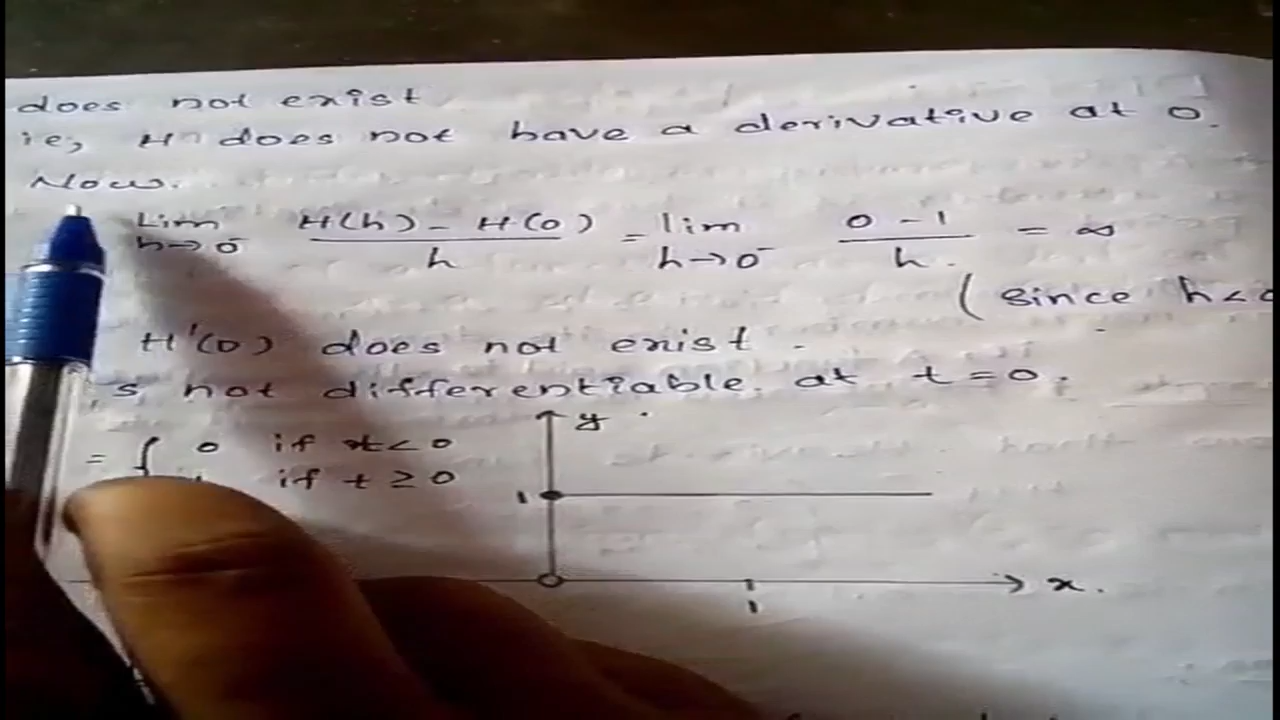 does not exist
ie, H does not have a derivative at 0.
Now.
Lim h→0⁻ H(h) - H(0) / h = lim h→0⁻ 0 - 1 / h. = ∞
(since h<
H'(0) does not exist.
s not differentiable at t=0.
y
= { 0 if t<0
if t ≥ 0
1
x.
1